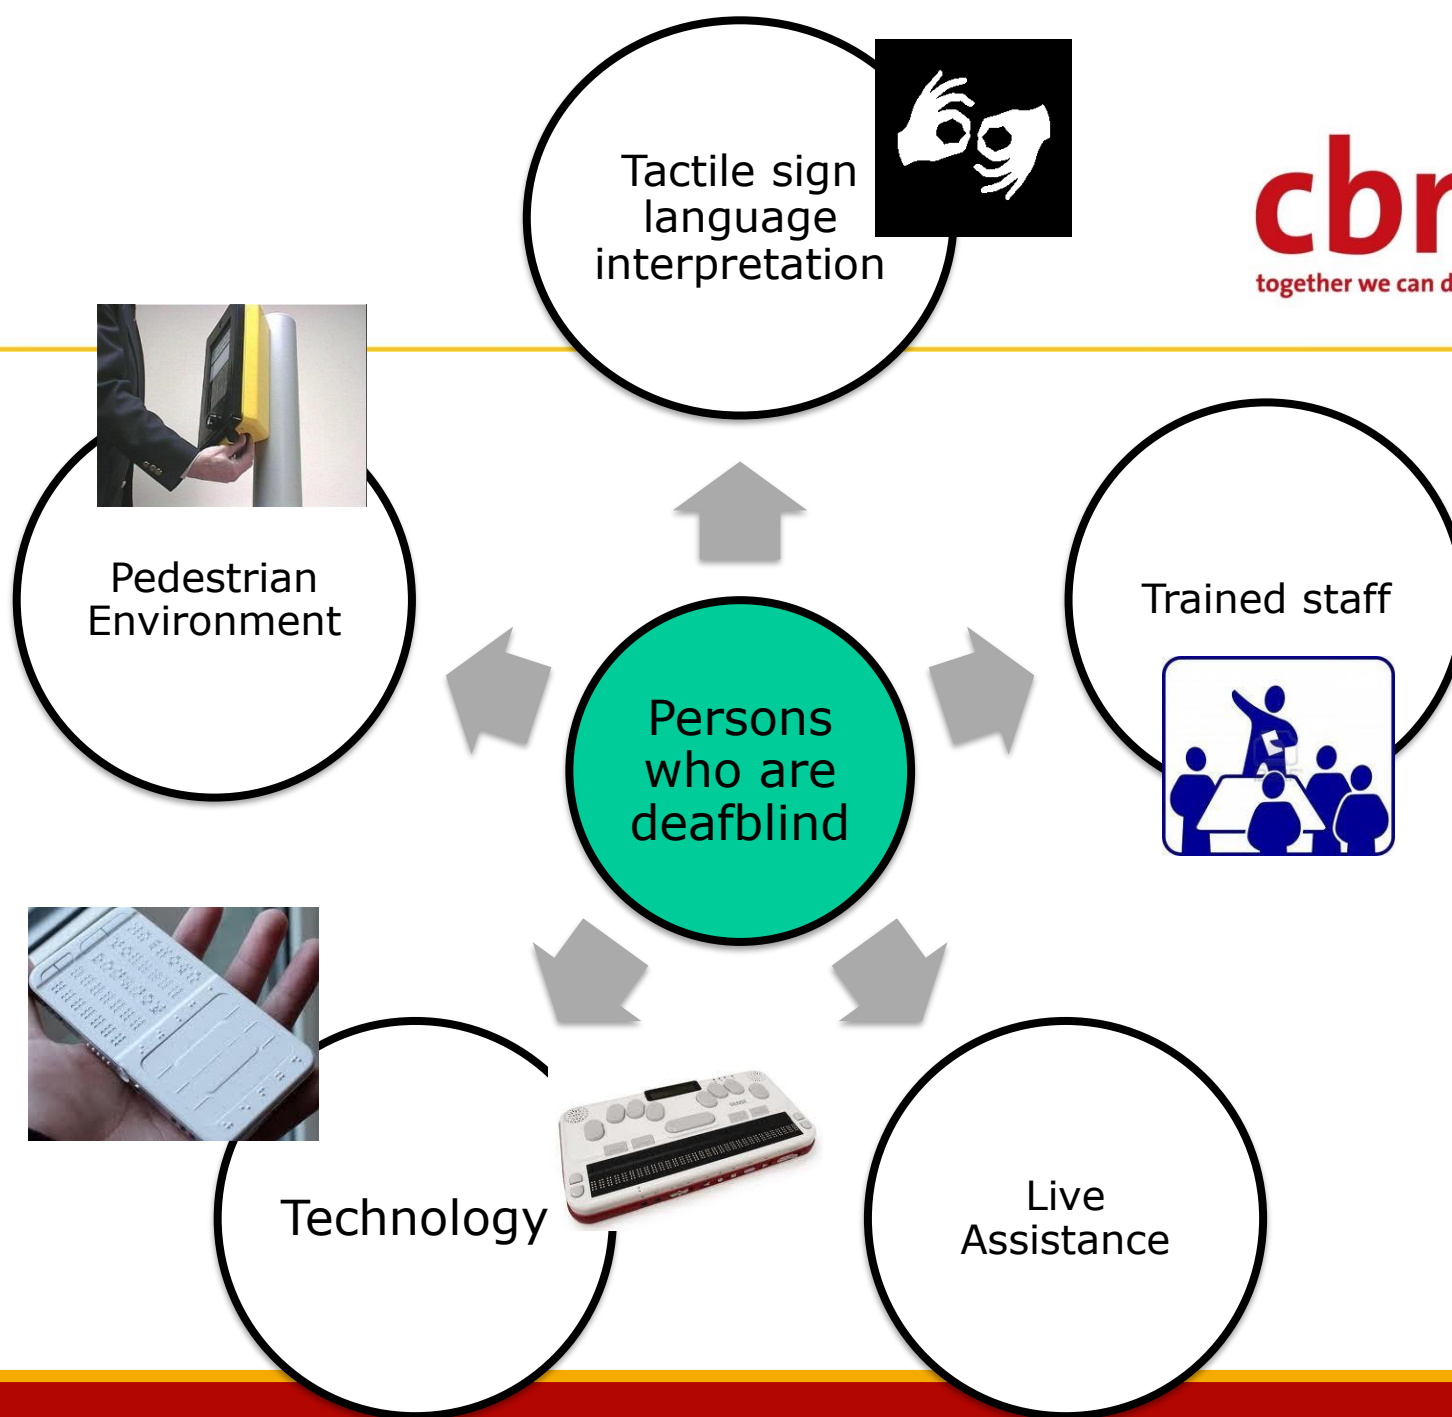 Tactile sign
language
interpretation
cbr
together we can d
Pedestrian
Environment
Trained staff
Persons
who are
deafblind
Technology
Live
Assistance